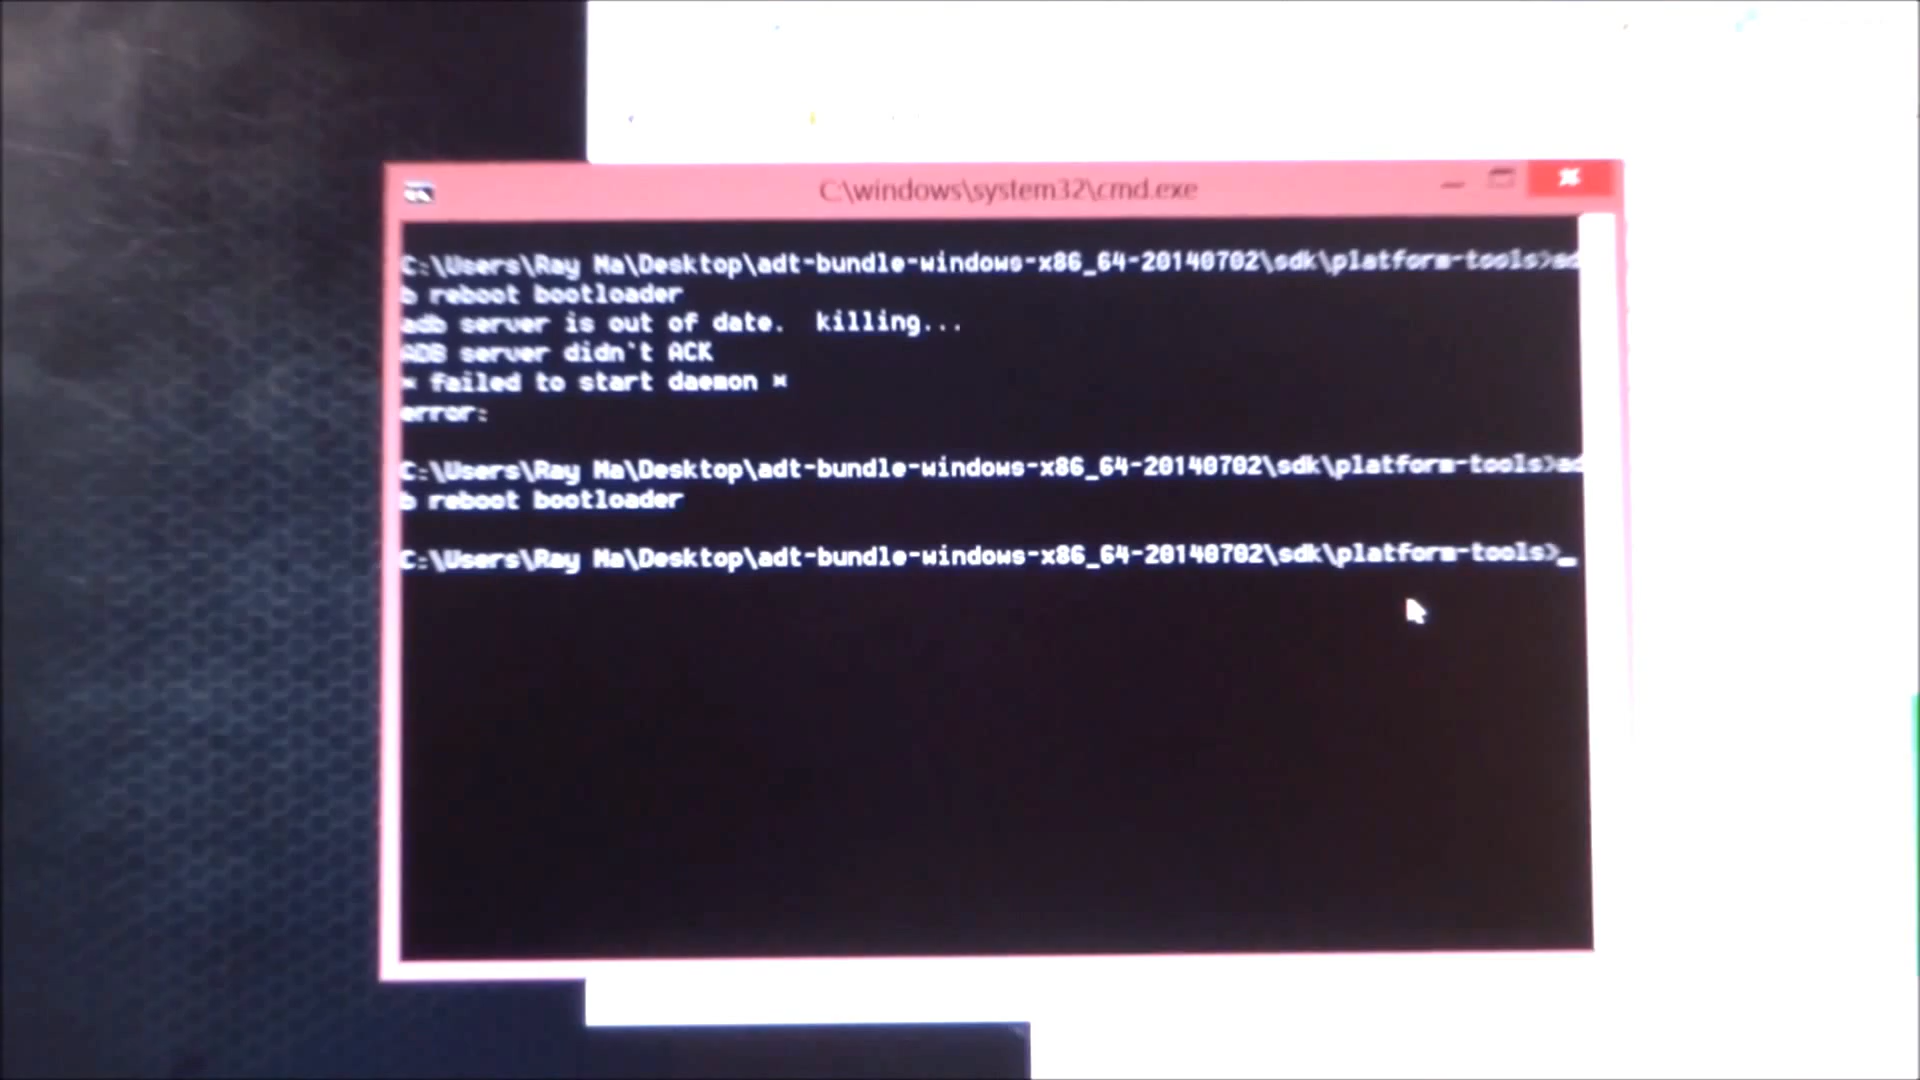 C:\windows\system32\cmd.exe
C:\Users\Ray Ma\Desktop\adt-bundle-windows-x86_64-20140702\sdk\platform-tools>ad
b reboot bootloader
adb server is out of date.  killing...
ADB server didn't ACK
* failed to start daemon *
error:
C:\Users\Ray Ma\Desktop\adt-bundle-windows-x86_64-20140702\sdk\platform-tools>ad
b reboot bootloader
C:\Users\Ray Ma\Desktop\adt-bundle-windows-x86_64-20140702\sdk\platform-tools>_